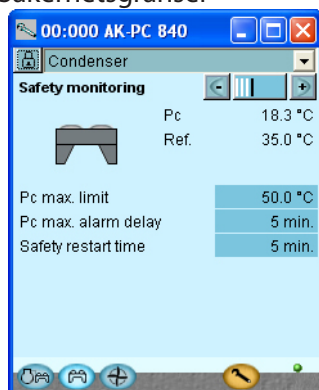 Säkerhetsgränser
00:000 AK-PC 840
Condenser
Safety monitoring
Pc 18.3 °C
Ref. 35.0 °C
Pc max. limit 50.0 °C
Pc max. alarm delay 5 min.
Safety restart time 5 min.